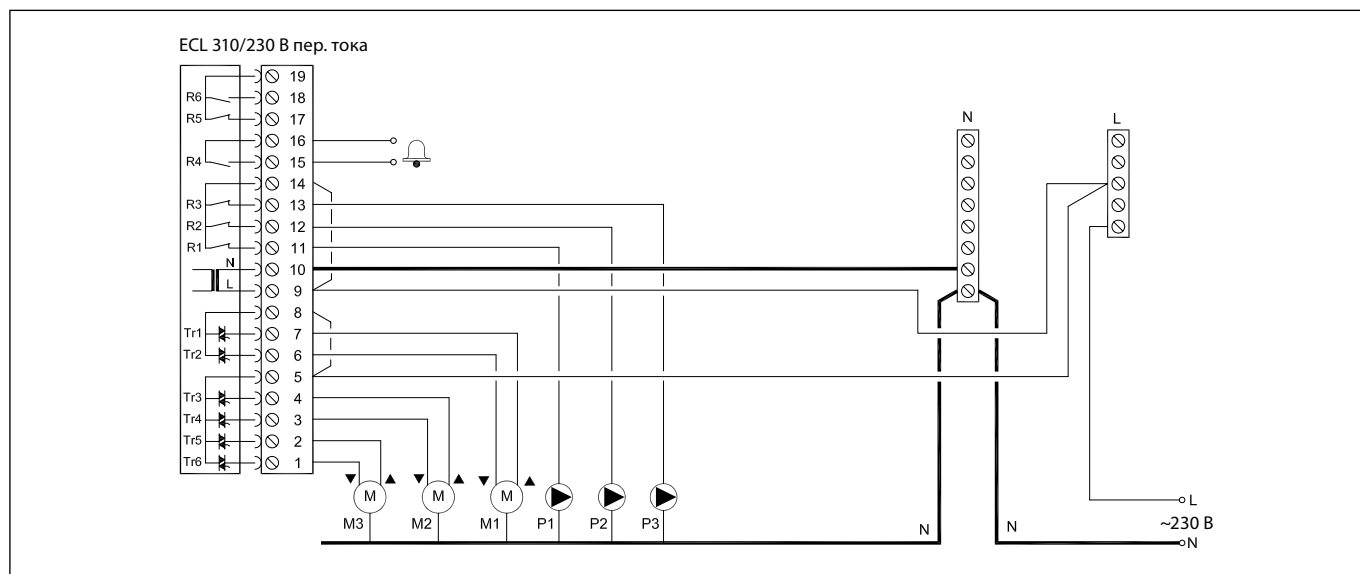 ECL 310/230 В пер. тока
19
R6 18
R5 17
16
R4 15
14
R3 13
R2 12
R1 11
N 10
L 9
8
Tr1 7
Tr2 6
5
Tr3 4
Tr4 3
Tr5 2
Tr6 1
N
L
M M M
M3 M2 M1 P1 P2 P3
N N
L
~230 В
N